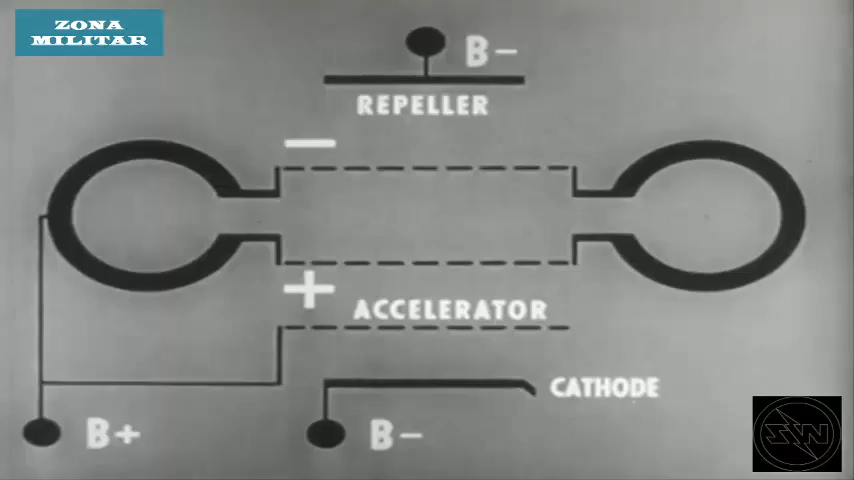 ZONA
MILITAR
B−
REPELLER
−
+
ACCELERATOR
CATHODE
B+
B−